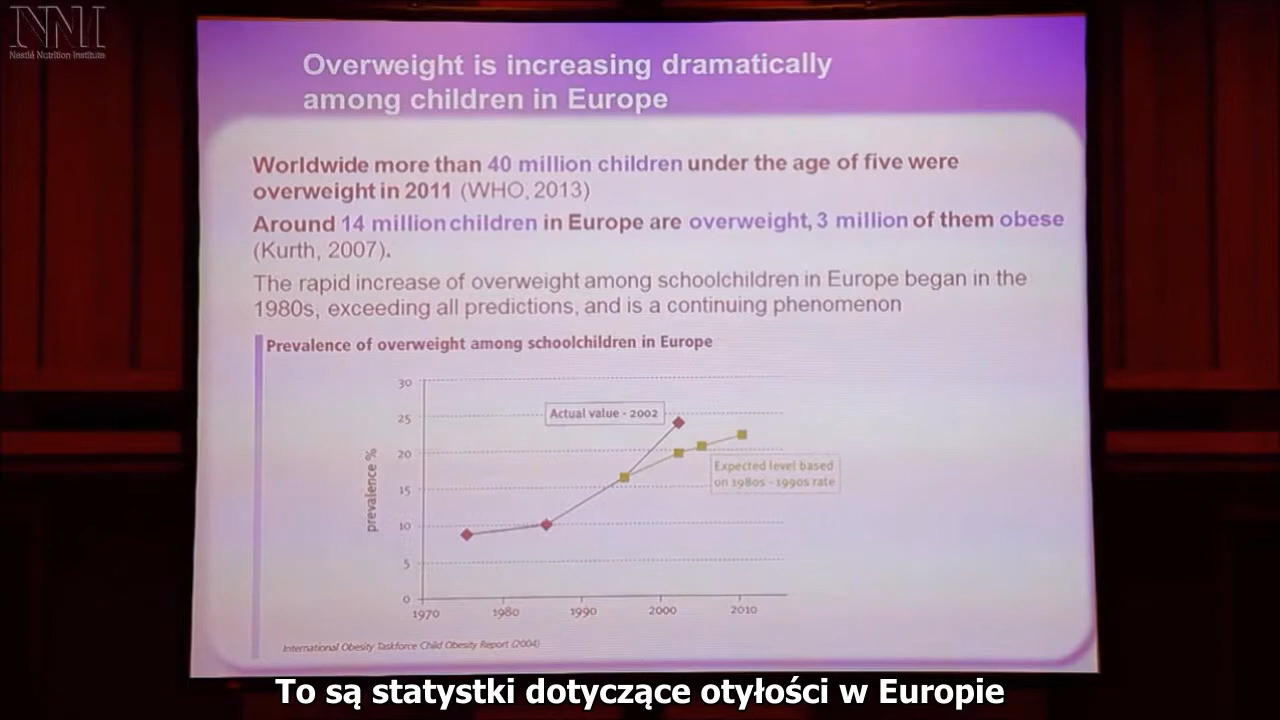 NNI
Nestlé Nutrition Institute
Overweight is increasing dramatically
among children in Europe
Worldwide more than 40 million children under the age of five were
overweight in 2011 (WHO, 2013)
Around 14 million children in Europe are overweight, 3 million of them obese
(Kurth, 2007).
The rapid increase of overweight among schoolchildren in Europe began in the
1980s, exceeding all predictions, and is a continuing phenomenon
Prevalence of overweight among schoolchildren in Europe
prevalence %
30
25
20
15
10
5
0
Actual value - 2002
Expected level based
on 1980s - 1990s rate
1970 1980 1990 2000 2010
International Obesity Taskforce Child Obesity Report (2004)
To są statystki dotyczące otyłości w Europie